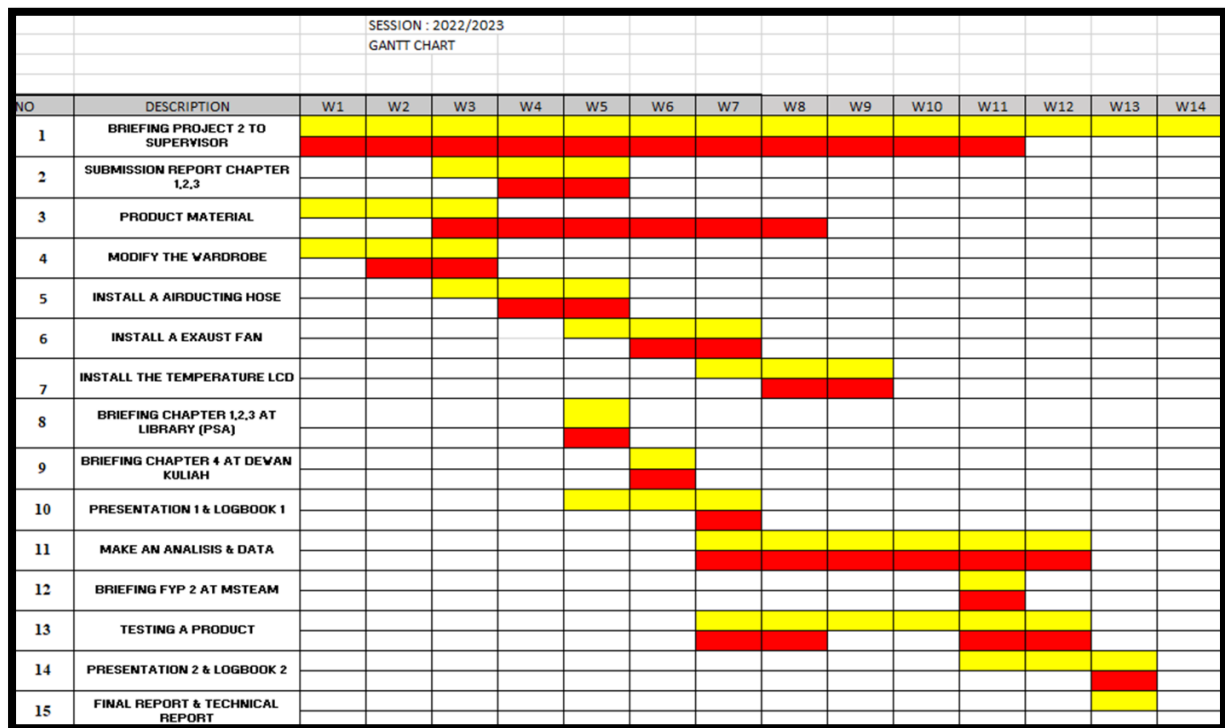 SESSION : 2022/2023
GANTT CHART
NO DESCRIPTION W1 W2 W3 W4 W5 W6 W7 W8 W9 W10 W11 W12 W13 W14
1 BRIEFING PROJECT 2 TO
SUPERVISOR
2 SUBMISSION REPORT CHAPTER
1,2,3
3 PRODUCT MATERIAL
4 MODIFY THE WARDROBE
5 INSTALL A AIRDUCTING HOSE
6 INSTALL A EXAUST FAN
7 INSTALL THE TEMPERATURE LCD
8 BRIEFING CHAPTER 1,2,3 AT
LIBRARY (PSA)
9 BRIEFING CHAPTER 4 AT DEWAN
KULIAH
10 PRESENTATION 1 & LOGBOOK 1
11 MAKE AN ANALISIS & DATA
12 BRIEFING FYP 2 AT MSTEAM
13 TESTING A PRODUCT
14 PRESENTATION 2 & LOGBOOK 2
15 FINAL REPORT & TECHNICAL
REPORT